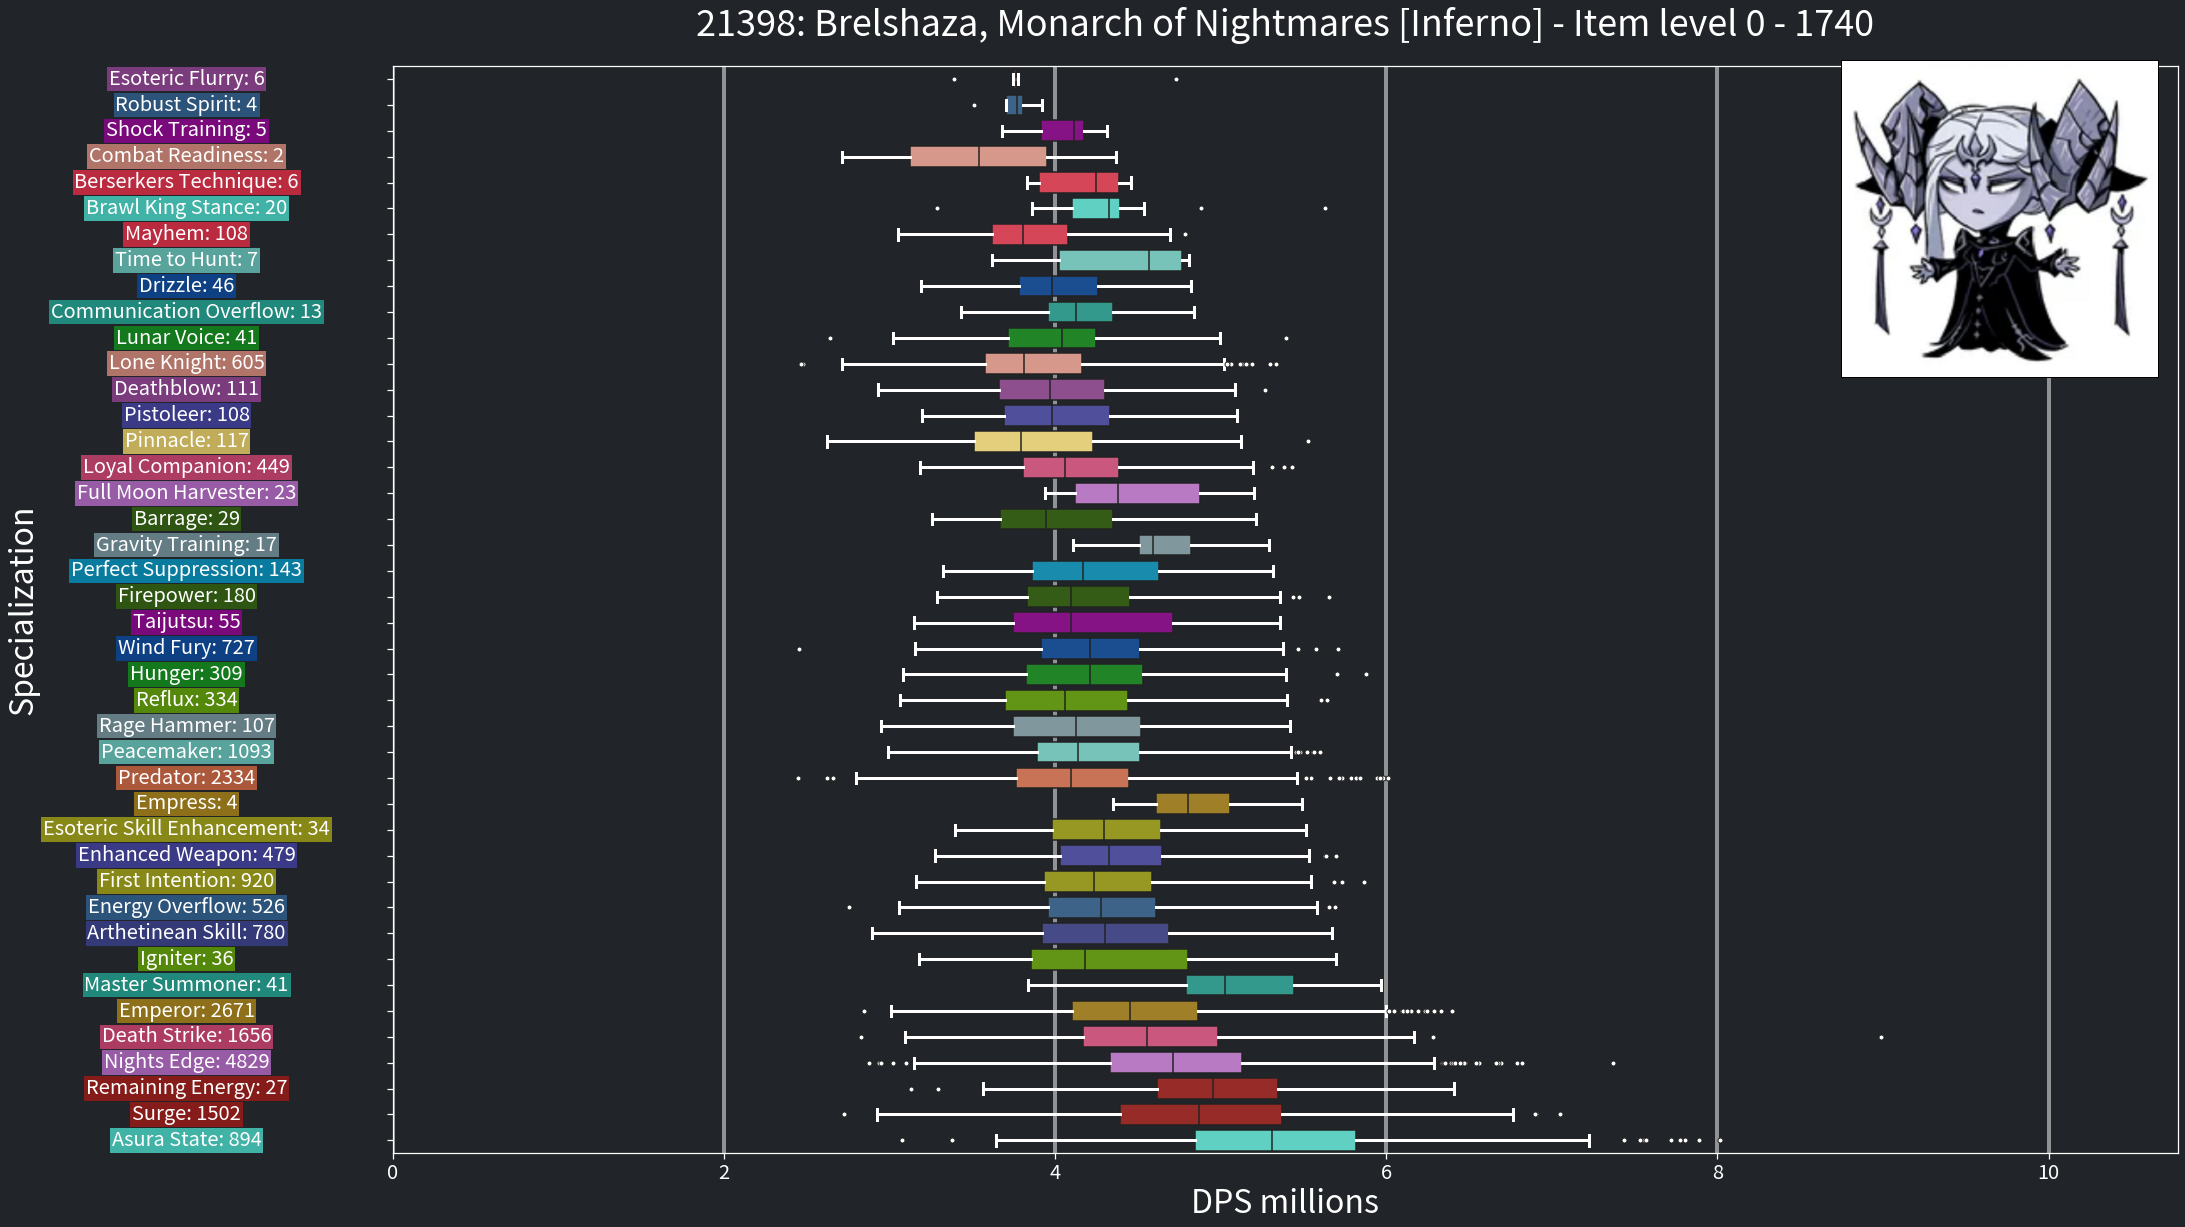 21398: Brelshaza, Monarch of Nightmares [Inferno] - Item level 0 - 1740
Specialization
Esoteric Flurry: 6
Robust Spirit: 4
Shock Training: 5
Combat Readiness: 2
Berserkers Technique: 6
Brawl King Stance: 20
Mayhem: 108
Time to Hunt: 7
Drizzle: 46
Communication Overflow: 13
Lunar Voice: 41
Lone Knight: 605
Deathblow: 111
Pistoleer: 108
Pinnacle: 117
Loyal Companion: 449
Full Moon Harvester: 23
Barrage: 29
Gravity Training: 17
Perfect Suppression: 143
Firepower: 180
Taijutsu: 55
Wind Fury: 727
Hunger: 309
Reflux: 334
Rage Hammer: 107
Peacemaker: 1093
Predator: 2334
Empress: 4
Esoteric Skill Enhancement: 34
Enhanced Weapon: 479
First Intention: 920
Energy Overflow: 526
Arthetinean Skill: 780
Igniter: 36
Master Summoner: 41
Emperor: 2671
Death Strike: 1656
Nights Edge: 4829
Remaining Energy: 27
Surge: 1502
Asura State: 894
0 2 4 6 8 10
DPS millions